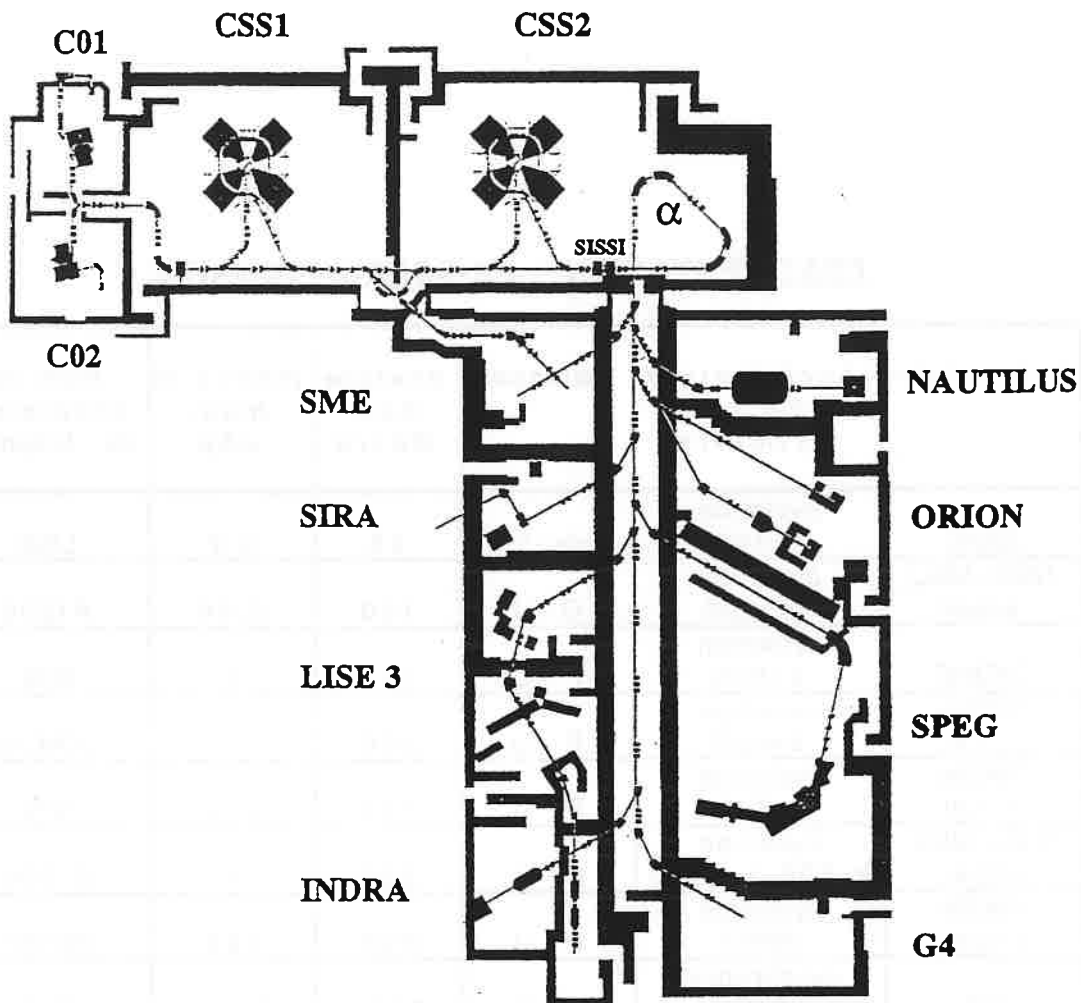 CSS1
CSS2
C01
α
SISSI
C02
NAUTILUS
SME
SIRA
ORION
LISE 3
SPEG
INDRA
G4